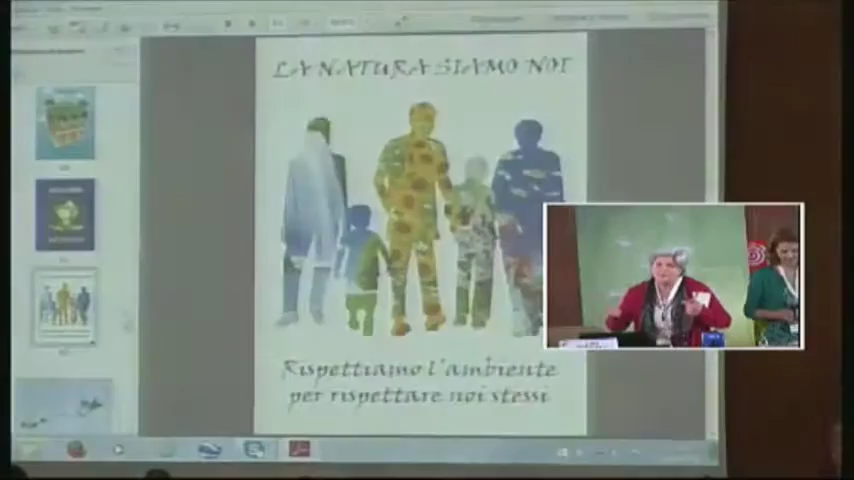 LA NATURA SIAMO NOI
Rispettiamo l'ambiente
per rispettare noi stessi